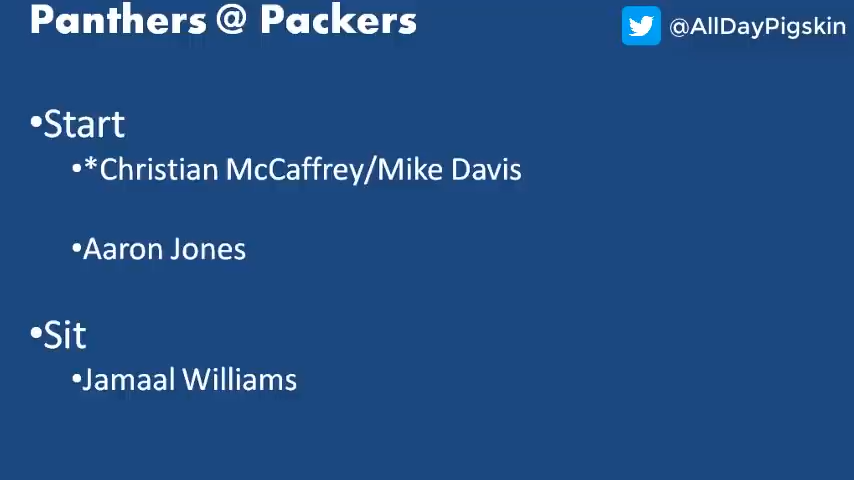 Panthers @ Packers
@AllDayPigskin
•Start
•*Christian McCaffrey/Mike Davis
•Aaron Jones
•Sit
•Jamaal Williams